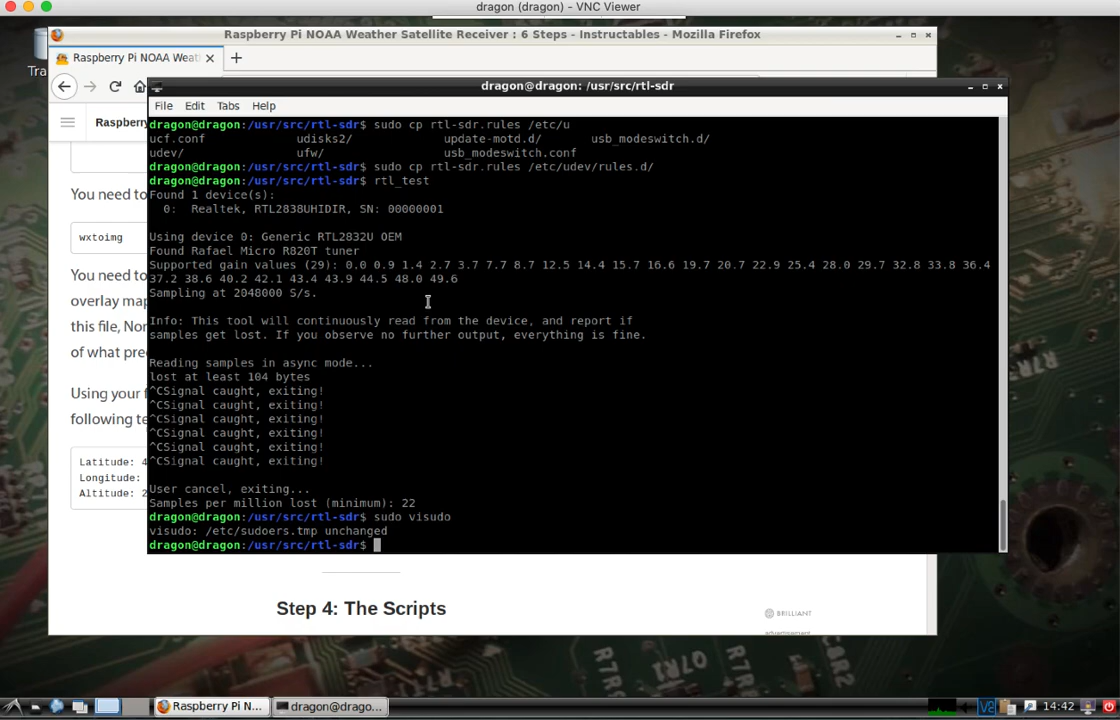 dragon (dragon) - VNC Viewer
Raspberry Pi NOAA Weather Satellite Receiver : 6 Steps - Instructables - Mozilla Firefox
Tra
Raspberry Pi NOAA Weat
dragon@dragon: /usr/src/rtl-sdr
File Edit Tabs Help
Raspberry
dragon@dragon:/usr/src/rtl-sdr$ sudo cp rtl-sdr.rules /etc/u
ucf.conf udisks2/ update-motd.d/ usb_modeswitch.d/
udev/ ufw/ usb_modeswitch.conf
dragon@dragon:/usr/src/rtl-sdr$ sudo cp rtl-sdr.rules /etc/udev/rules.d/
dragon@dragon:/usr/src/rtl-sdr$ rtl_test
Found 1 device(s):
0: Realtek, RTL2838UHIDIR, SN: 00000001
Using device 0: Generic RTL2832U OEM
Found Rafael Micro R820T tuner
Supported gain values (29): 0.0 0.9 1.4 2.7 3.7 7.7 8.7 12.5 14.4 15.7 16.6 19.7 20.7 22.9 25.4 28.0 29.7 32.8 33.8 36.4
37.2 38.6 40.2 42.1 43.4 43.9 44.5 48.0 49.6
Sampling at 2048000 S/s.
Info: This tool will continuously read from the device, and report if
samples get lost. If you observe no further output, everything is fine.
Reading samples in async mode...
lost at least 104 bytes
^CSignal caught, exiting!
^CSignal caught, exiting!
^CSignal caught, exiting!
^CSignal caught, exiting!
^CSignal caught, exiting!
^CSignal caught, exiting!
User cancel, exiting...
Samples per million lost (minimum): 22
dragon@dragon:/usr/src/rtl-sdr$ sudo visudo
visudo: /etc/sudoers.tmp unchanged
dragon@dragon:/usr/src/rtl-sdr$
You need to
wxtoimg
You need to
overlay map
this file, Nor
of what pre
Using your f
following te
Latitude: 4
Longitude:
Altitude: 2
Step 4: The Scripts
BRILLIANT
advertisement
R7R
Raspberry Pi N...
dragon@drago...
14:42